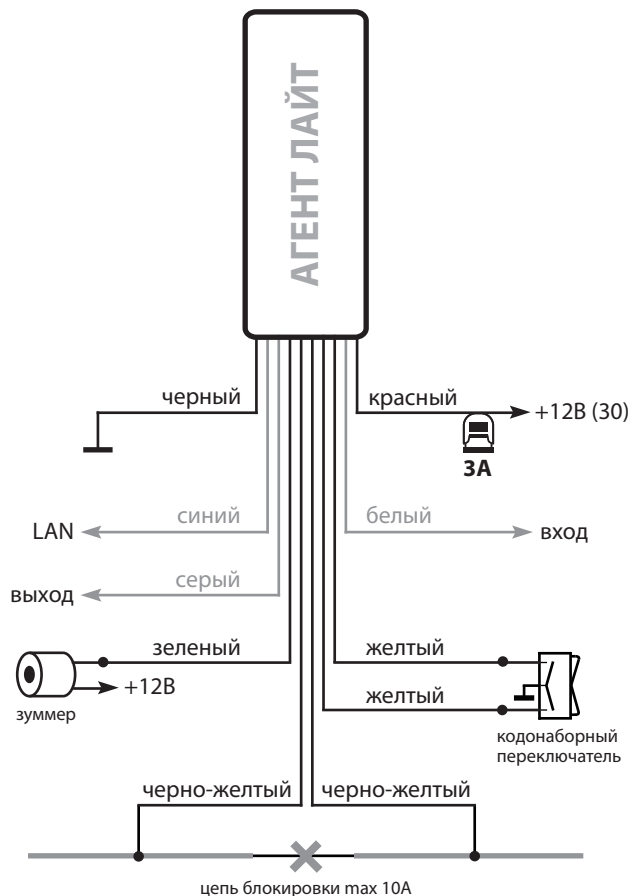 АГЕНТ ЛАЙТ
черный
красный
+12В (30)
3А
LAN
синий
белый
вход
выход
серый
зеленый
желтый
+12В
зуммер
желтый
кодонаборный
переключатель
черно-желтый
черно-желтый
цепь блокировки max 10А